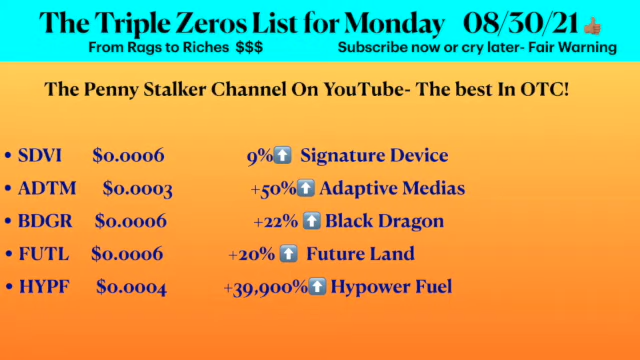 The Triple Zeros List for Monday 08/30/21👍🏽
From Rags to Riches $$$ Subscribe now or cry later- Fair Warning
The Penny Stalker Channel On YouTube- The best In OTC!
• SDVI $0.0006 9%⬆️ Signature Device
• ADTM $0.0003 +50%⬆️ Adaptive Medias
• BDGR $0.0006 +22% ⬆️ Black Dragon
• FUTL $0.0006 +20% ⬆️ Future Land
• HYPF $0.0004 +39,900%⬆️ Hypower Fuel